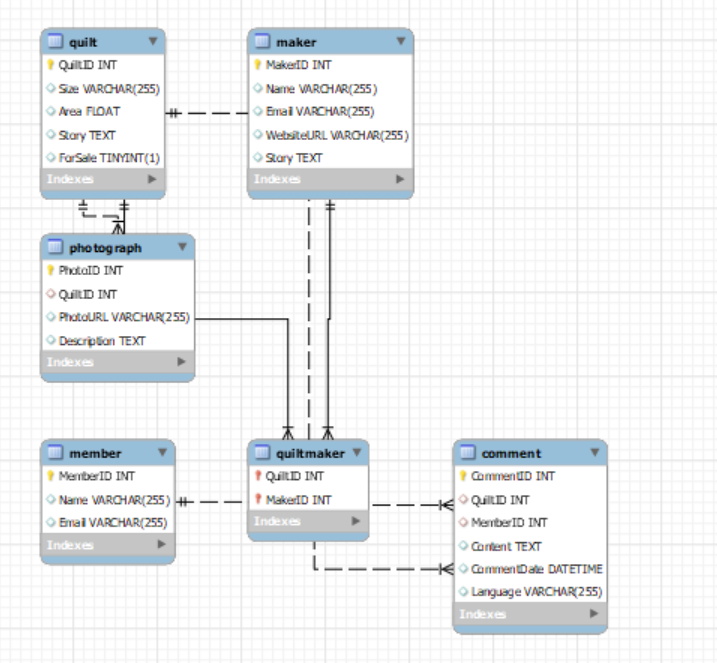 quilt
QuiltID INT
Size VARCHAR(255)
Area FLOAT
Story TEXT
ForSale TINYINT(1)
Indexes
maker
MakerID INT
Name VARCHAR(255)
Email VARCHAR(255)
WebsiteURL VARCHAR(255)
Story TEXT
Indexes
photograph
PhotoID INT
QuiltID INT
PhotoURL VARCHAR(255)
Description TEXT
Indexes
member
MemberID INT
Name VARCHAR(255)
Email VARCHAR(255)
Indexes
quiltmaker
QuiltID INT
MakerID INT
Indexes
comment
CommentID INT
QuiltID INT
MemberID INT
Content TEXT
CommentDate DATETIME
Language VARCHAR(255)
Indexes